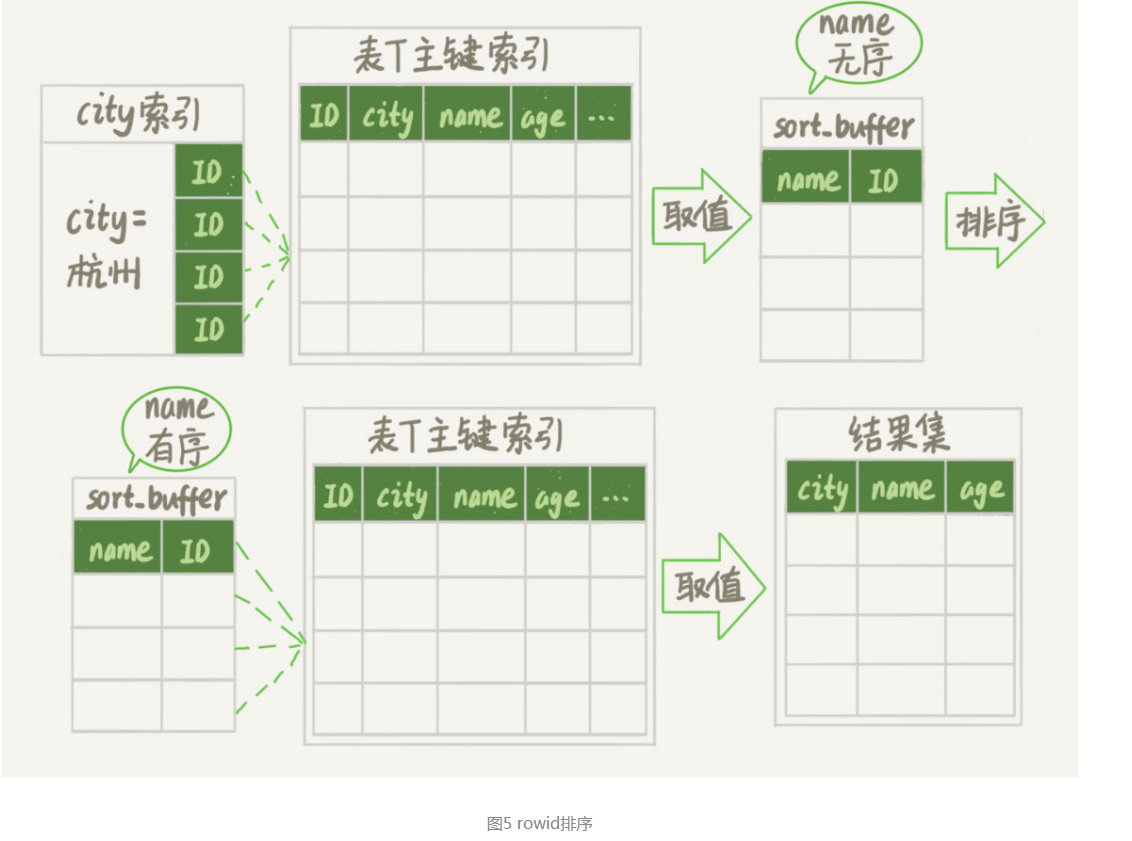 name
无序
表T主键索引
city索引
ID city name age ...
sort_buffer
name ID
ID
ID
ID
ID
city=
杭州
取值
排序
name
有序
表T主键索引
结果集
sort_buffer
ID city name age ...
city name age
name ID
取值
图5 rowid排序